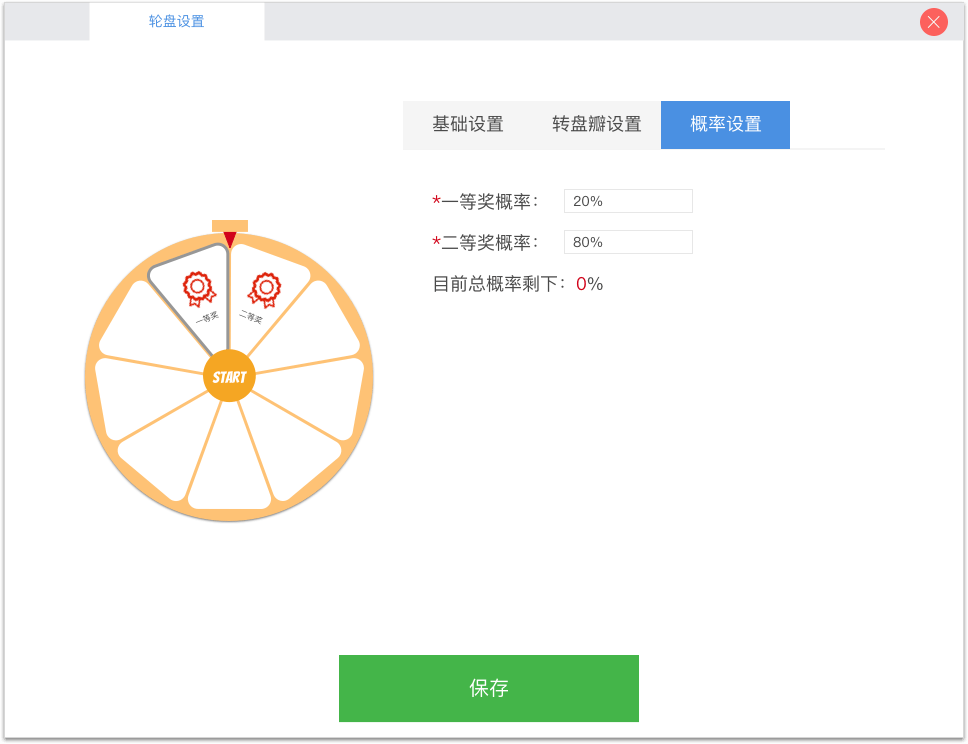 轮盘设置
基础设置 转盘瓣设置 概率设置
*一等奖概率： 20%
*二等奖概率： 80%
目前总概率剩下：0%
一等奖 二等奖
START
保存